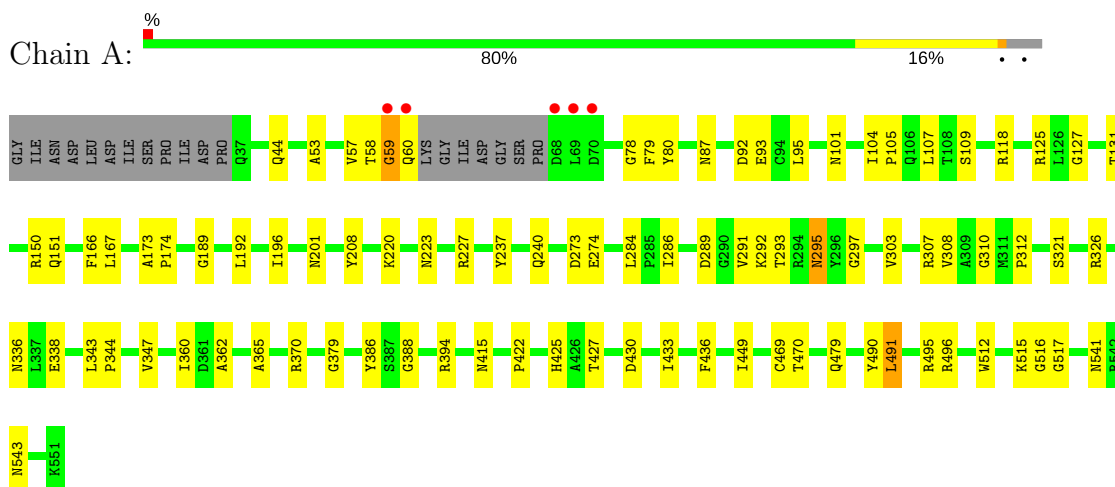 %
Chain A:
80% 16% • •
GLY ILE ASN ASP LEU ASP ILE SER PRO ILE ASP PRO Q37 Q44 A53 V57 T58 G59 Q60 LYS GLY ILE ASP GLY SER PRO D68 L69 D70 G78 F79 Y80 N87 D92 E93 C94 L95 N101 I104 P105 Q106 L107 T108 S109 R118 R125 L126 G127 T131
R150 Q151 F166 L167 A173 P174 G189 L192 I196 N201 Y208 K220 N223 R227 Y237 Q240 D273 E274 L284 P285 I286 D289 G290 V291 K292 T293 R294 N295 Y296 G297 V303 R307 V308 A309 G310 M311 P312 S321 R326
N336 L337 E338 L343 P344 V347 I360 D361 A362 A365 R370 G379 Y386 S387 G388 R394 N415 P422 H425 A426 T427 D430 I433 F436 I449 C469 T470 Q479 Y490 L491 R495 R496 W512 K515 G516 G517 N541
N543 K551